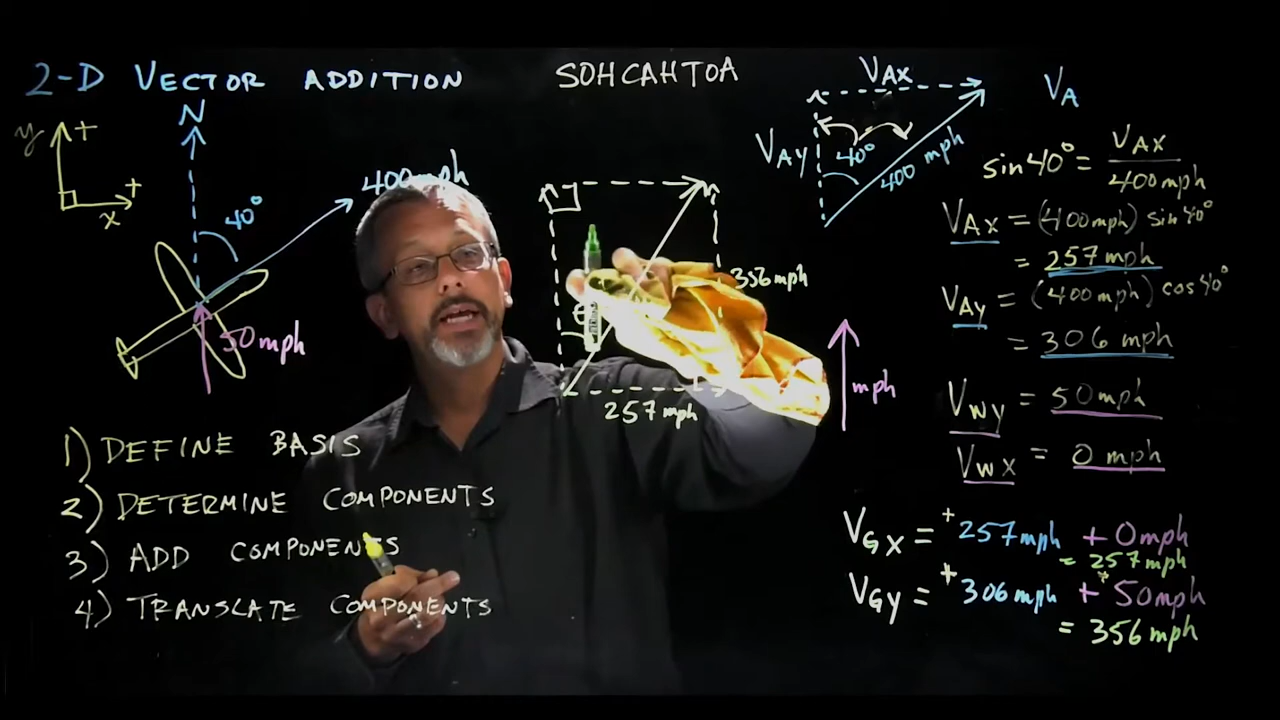 2-D VECTOR ADDITION
SOHCAHTOA
N
y +
+
x
40°
400 mph
50 mph
1) DEFINE BASIS
2) DETERMINE COMPONENTS
3) ADD COMPONENTS
4) TRANSLATE COMPONENTS
356 mph
257 mph
mph
VAX
VAY
40°
400 mph
VA
sin 40° = VAX / 400 mph
VAX = (400 mph) sin 40°
= 257 mph
VAy = (400 mph) cos 40°
= 306 mph
VWY = 50 mph
VWX = 0 mph
VGX = +257 mph + 0 mph
= 257 mph
VGY = +306 mph + +50 mph
= 356 mph